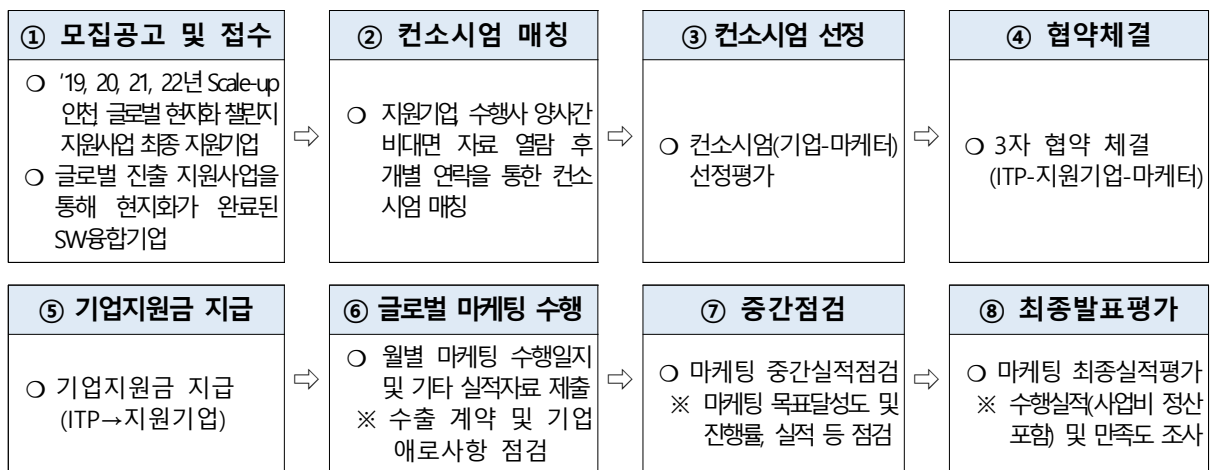 ① 모집공고 및 접수
❍ '19, 20, 21, 22년 Scale-up
인천, 글로벌 현지화 챌린지
지원사업 최종 지원기업
❍ 글로벌 진출 지원사업을
통해 현지화가 완료된
SW융합기업
⇨
② 컨소시엄 매칭
❍ 지원기업, 수행사 양사간
비대면 자료 열람 후
개별 연락을 통한 컨소
시엄 매칭
⇨
③ 컨소시엄 선정
❍ 컨소시엄(기업-마케터)
선정평가
⇨
④ 협약체결
❍ 3자 협약 체결
(ITP-지원기업-마케터)
⑤ 기업지원금 지급
❍ 기업지원금 지급
(ITP→지원기업)
⇨
⑥ 글로벌 마케팅 수행
❍ 월별 마케팅 수행일지
및 기타 실적자료 제출
※ 수출 계약 및 기업
애로사항 점검
⇨
⑦ 중간점검
❍ 마케팅 중간실적점검
※ 마케팅 목표달성도 및
진행률, 실적 등 점검
⇨
⑧ 최종발표평가
❍ 마케팅 최종실적평가
※ 수행실적(사업비 정산
포함) 및 만족도 조사